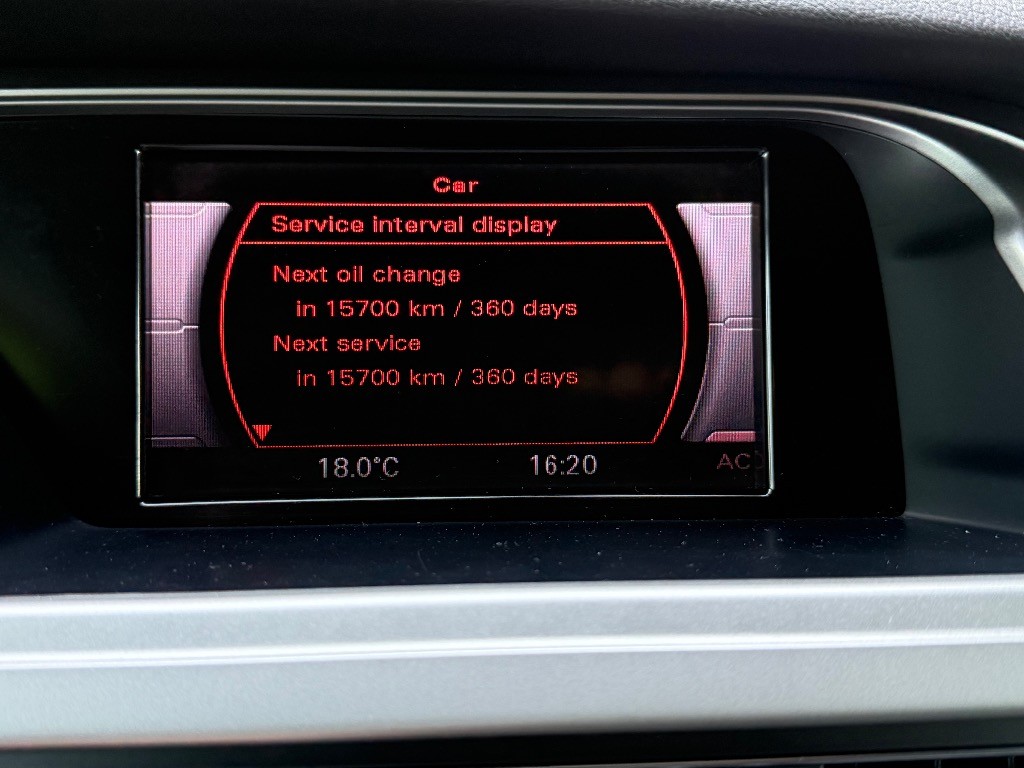 Car
Service interval display
Next oil change
in 15700 km / 360 days
Next service
in 15700 km / 360 days
18.0°C 16:20 AC